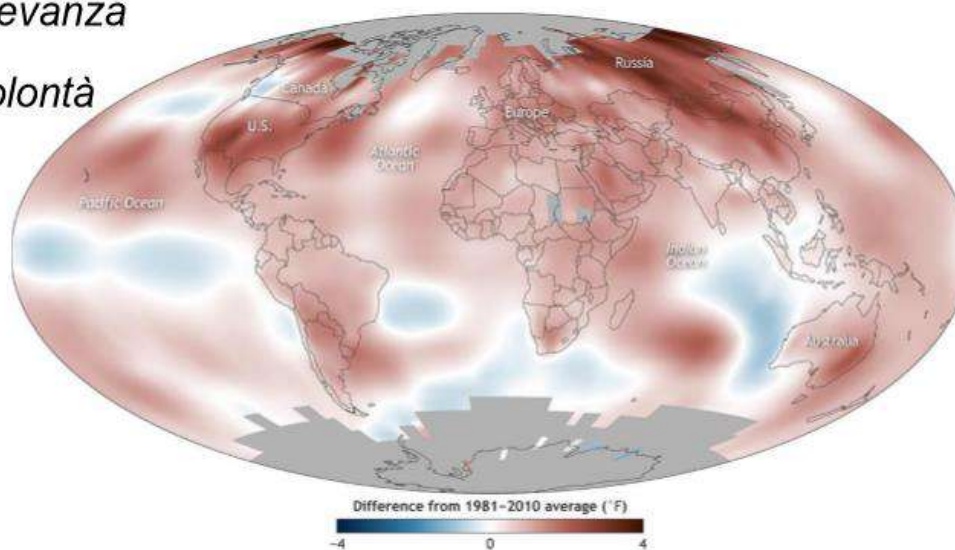 evanza
olontà
Russia
Canada
Europe
U.S.
Atlantic
Ocean
Pacific Ocean
Indian
Ocean
Australia
Difference from 1981–2010 average (°F)
-4 0 4